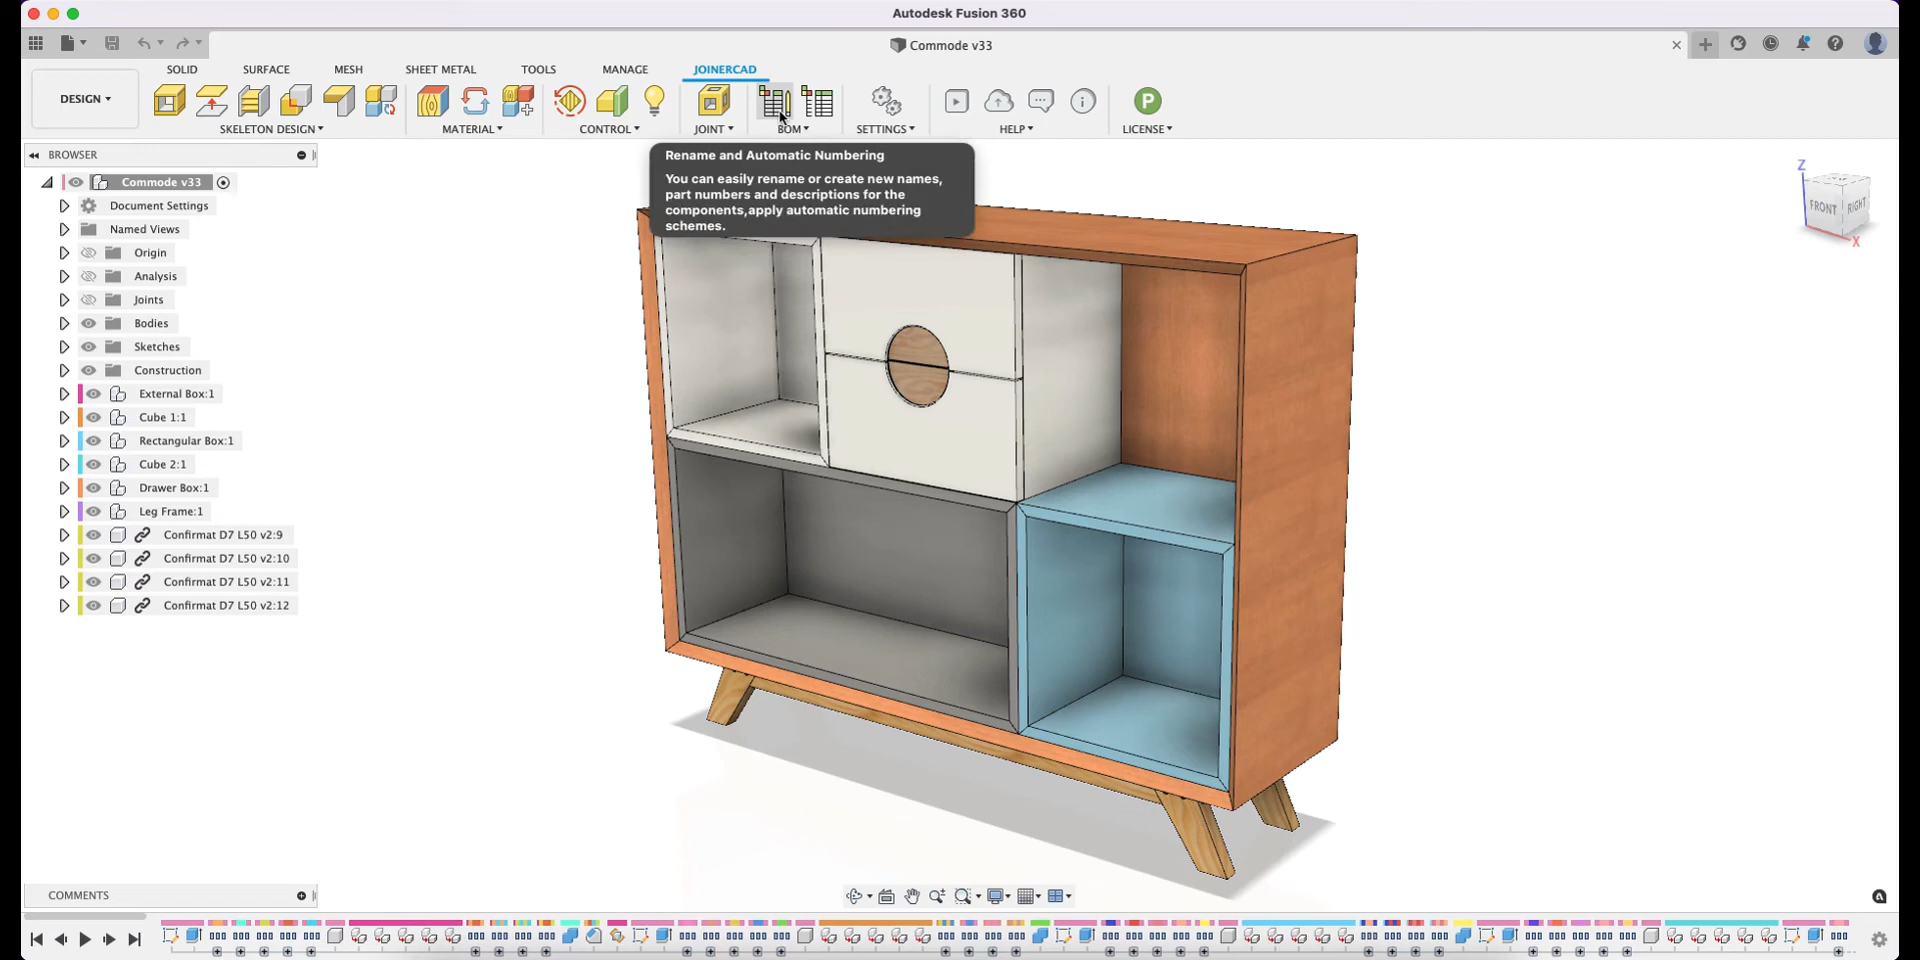 Autodesk Fusion 360
Commode v33
DESIGN
SOLID SURFACE MESH SHEET METAL TOOLS MANAGE JOINERCAD
SKELETON DESIGN MATERIAL CONTROL JOINT BOM SETTINGS HELP LICENSE
P
BROWSER
Commode v33
Document Settings
Named Views
Origin
Analysis
Joints
Bodies
Sketches
Construction
External Box:1
Cube 1:1
Rectangular Box:1
Cube 2:1
Drawer Box:1
Leg Frame:1
Confirmat D7 L50 v2:9
Confirmat D7 L50 v2:10
Confirmat D7 L50 v2:11
Confirmat D7 L50 v2:12
Rename and Automatic Numbering
You can easily rename or create new names,
part numbers and descriptions for the
components,apply automatic numbering
schemes.
Z
FRONT RIGHT
X
COMMENTS